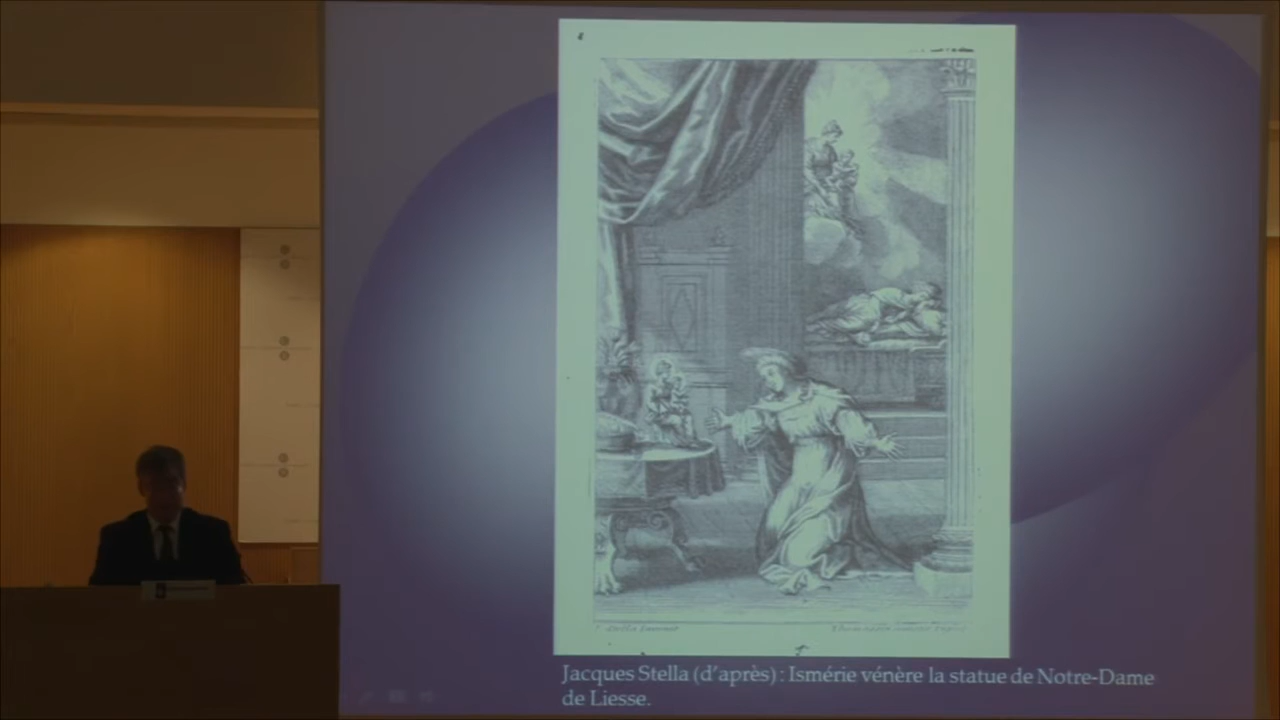 Jacques Stella (d'après) : Ismérie vénère la statue de Notre-Dame
de Liesse.